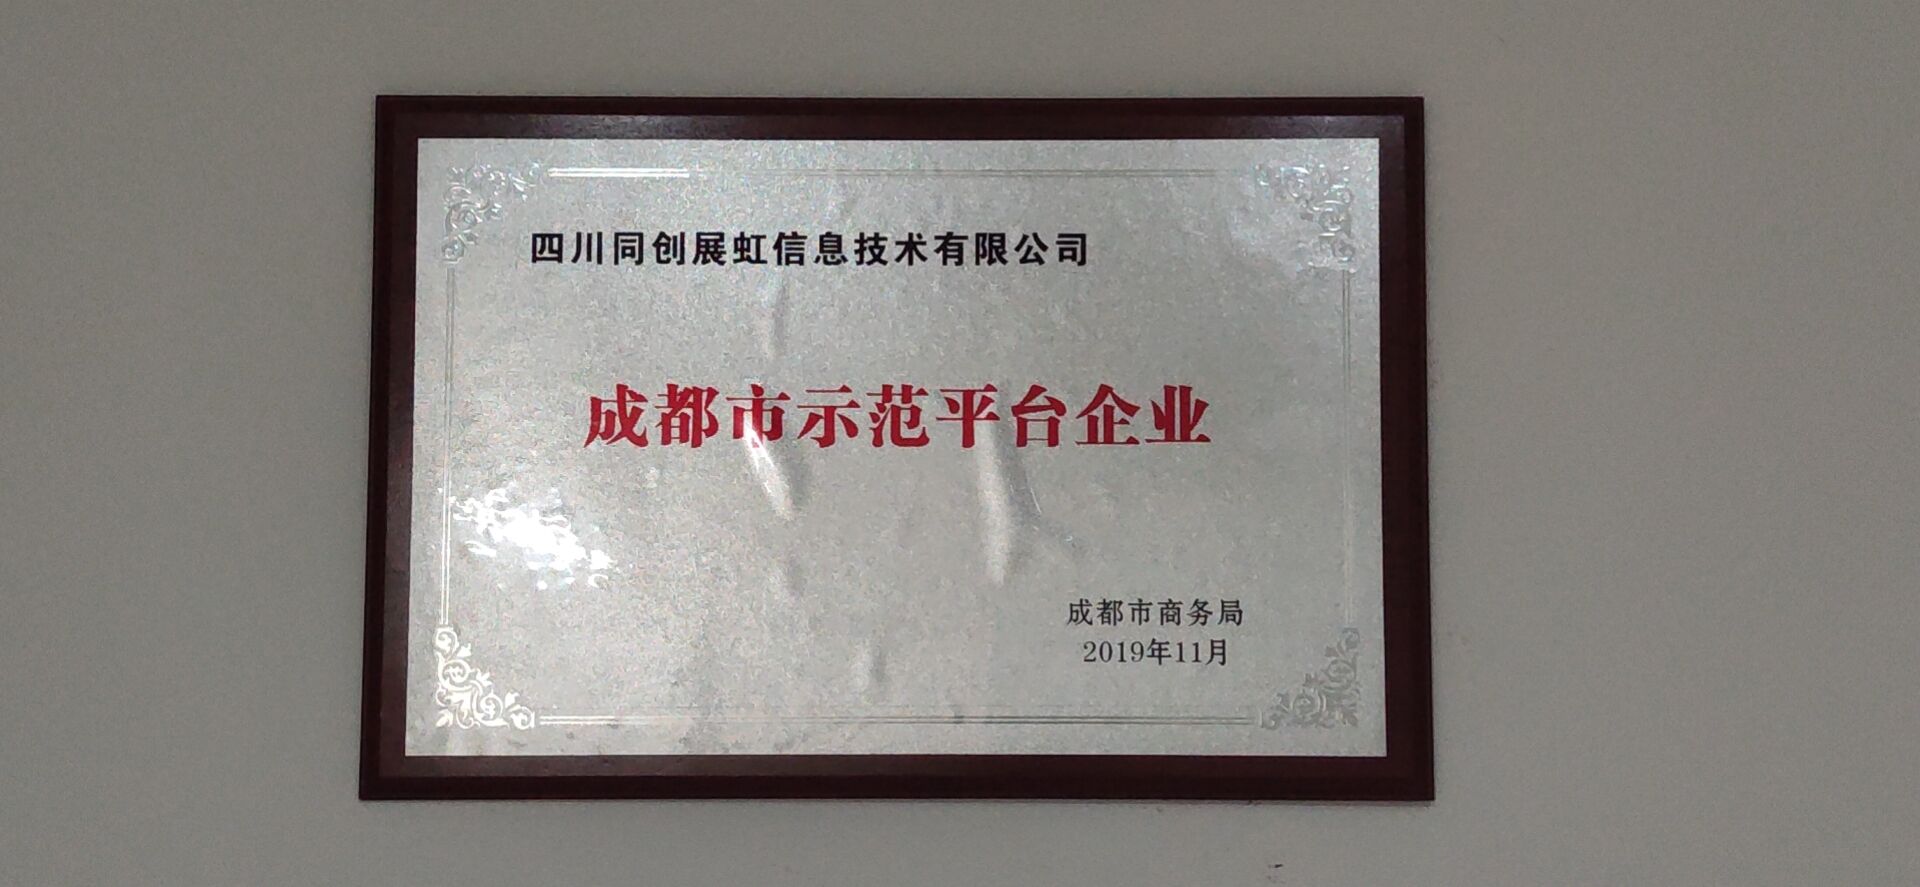 四川同创展虹信息技术有限公司
成都市示范平台企业
成都市商务局
2019年11月